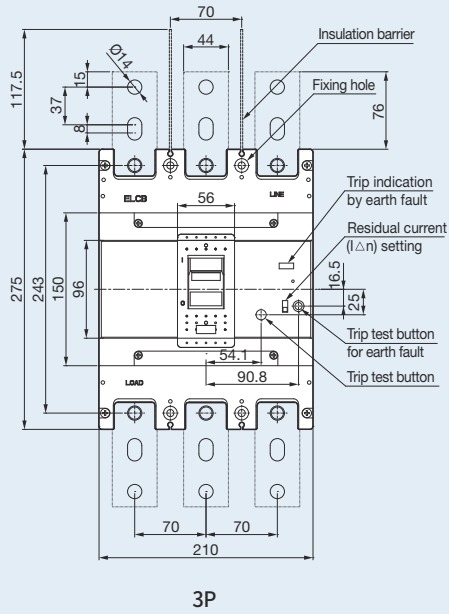 70
44
Insulation barrier
Ø14
117.5
15
37
8
Fixing hole
76
ELCB
LINE
56
Trip indication
by earth fault
Residual current
(I△n) setting
275
243
150
96
I
O
16.5
25
Trip test button
for earth fault
Trip test button
54.1
90.8
LOAD
70
70
210
3P